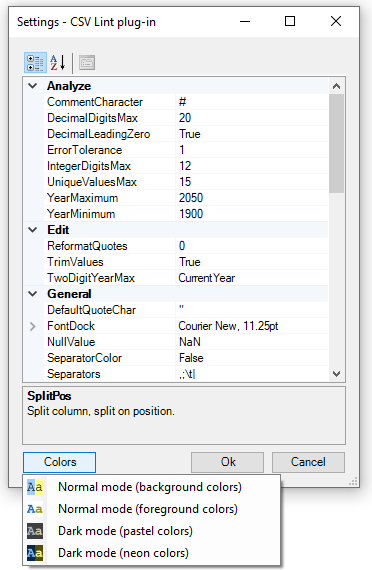 Settings - CSV Lint plug-in
Analyze
CommentCharacter #
DecimalDigitsMax 20
DecimalLeadingZero True
ErrorTolerance 1
IntegerDigitsMax 12
UniqueValuesMax 15
YearMaximum 2050
YearMinimum 1900
Edit
ReformatQuotes 0
TrimValues True
TwoDigitYearMax CurrentYear
General
DefaultQuoteChar "
FontDock Courier New, 11.25pt
NullValue NaN
SeparatorColor False
Separators ,;\t|
SplitPos
Split column, split on position.
Colors Ok Cancel
Aa Normal mode (background colors)
Aa Normal mode (foreground colors)
Aa Dark mode (pastel colors)
Aa Dark mode (neon colors)